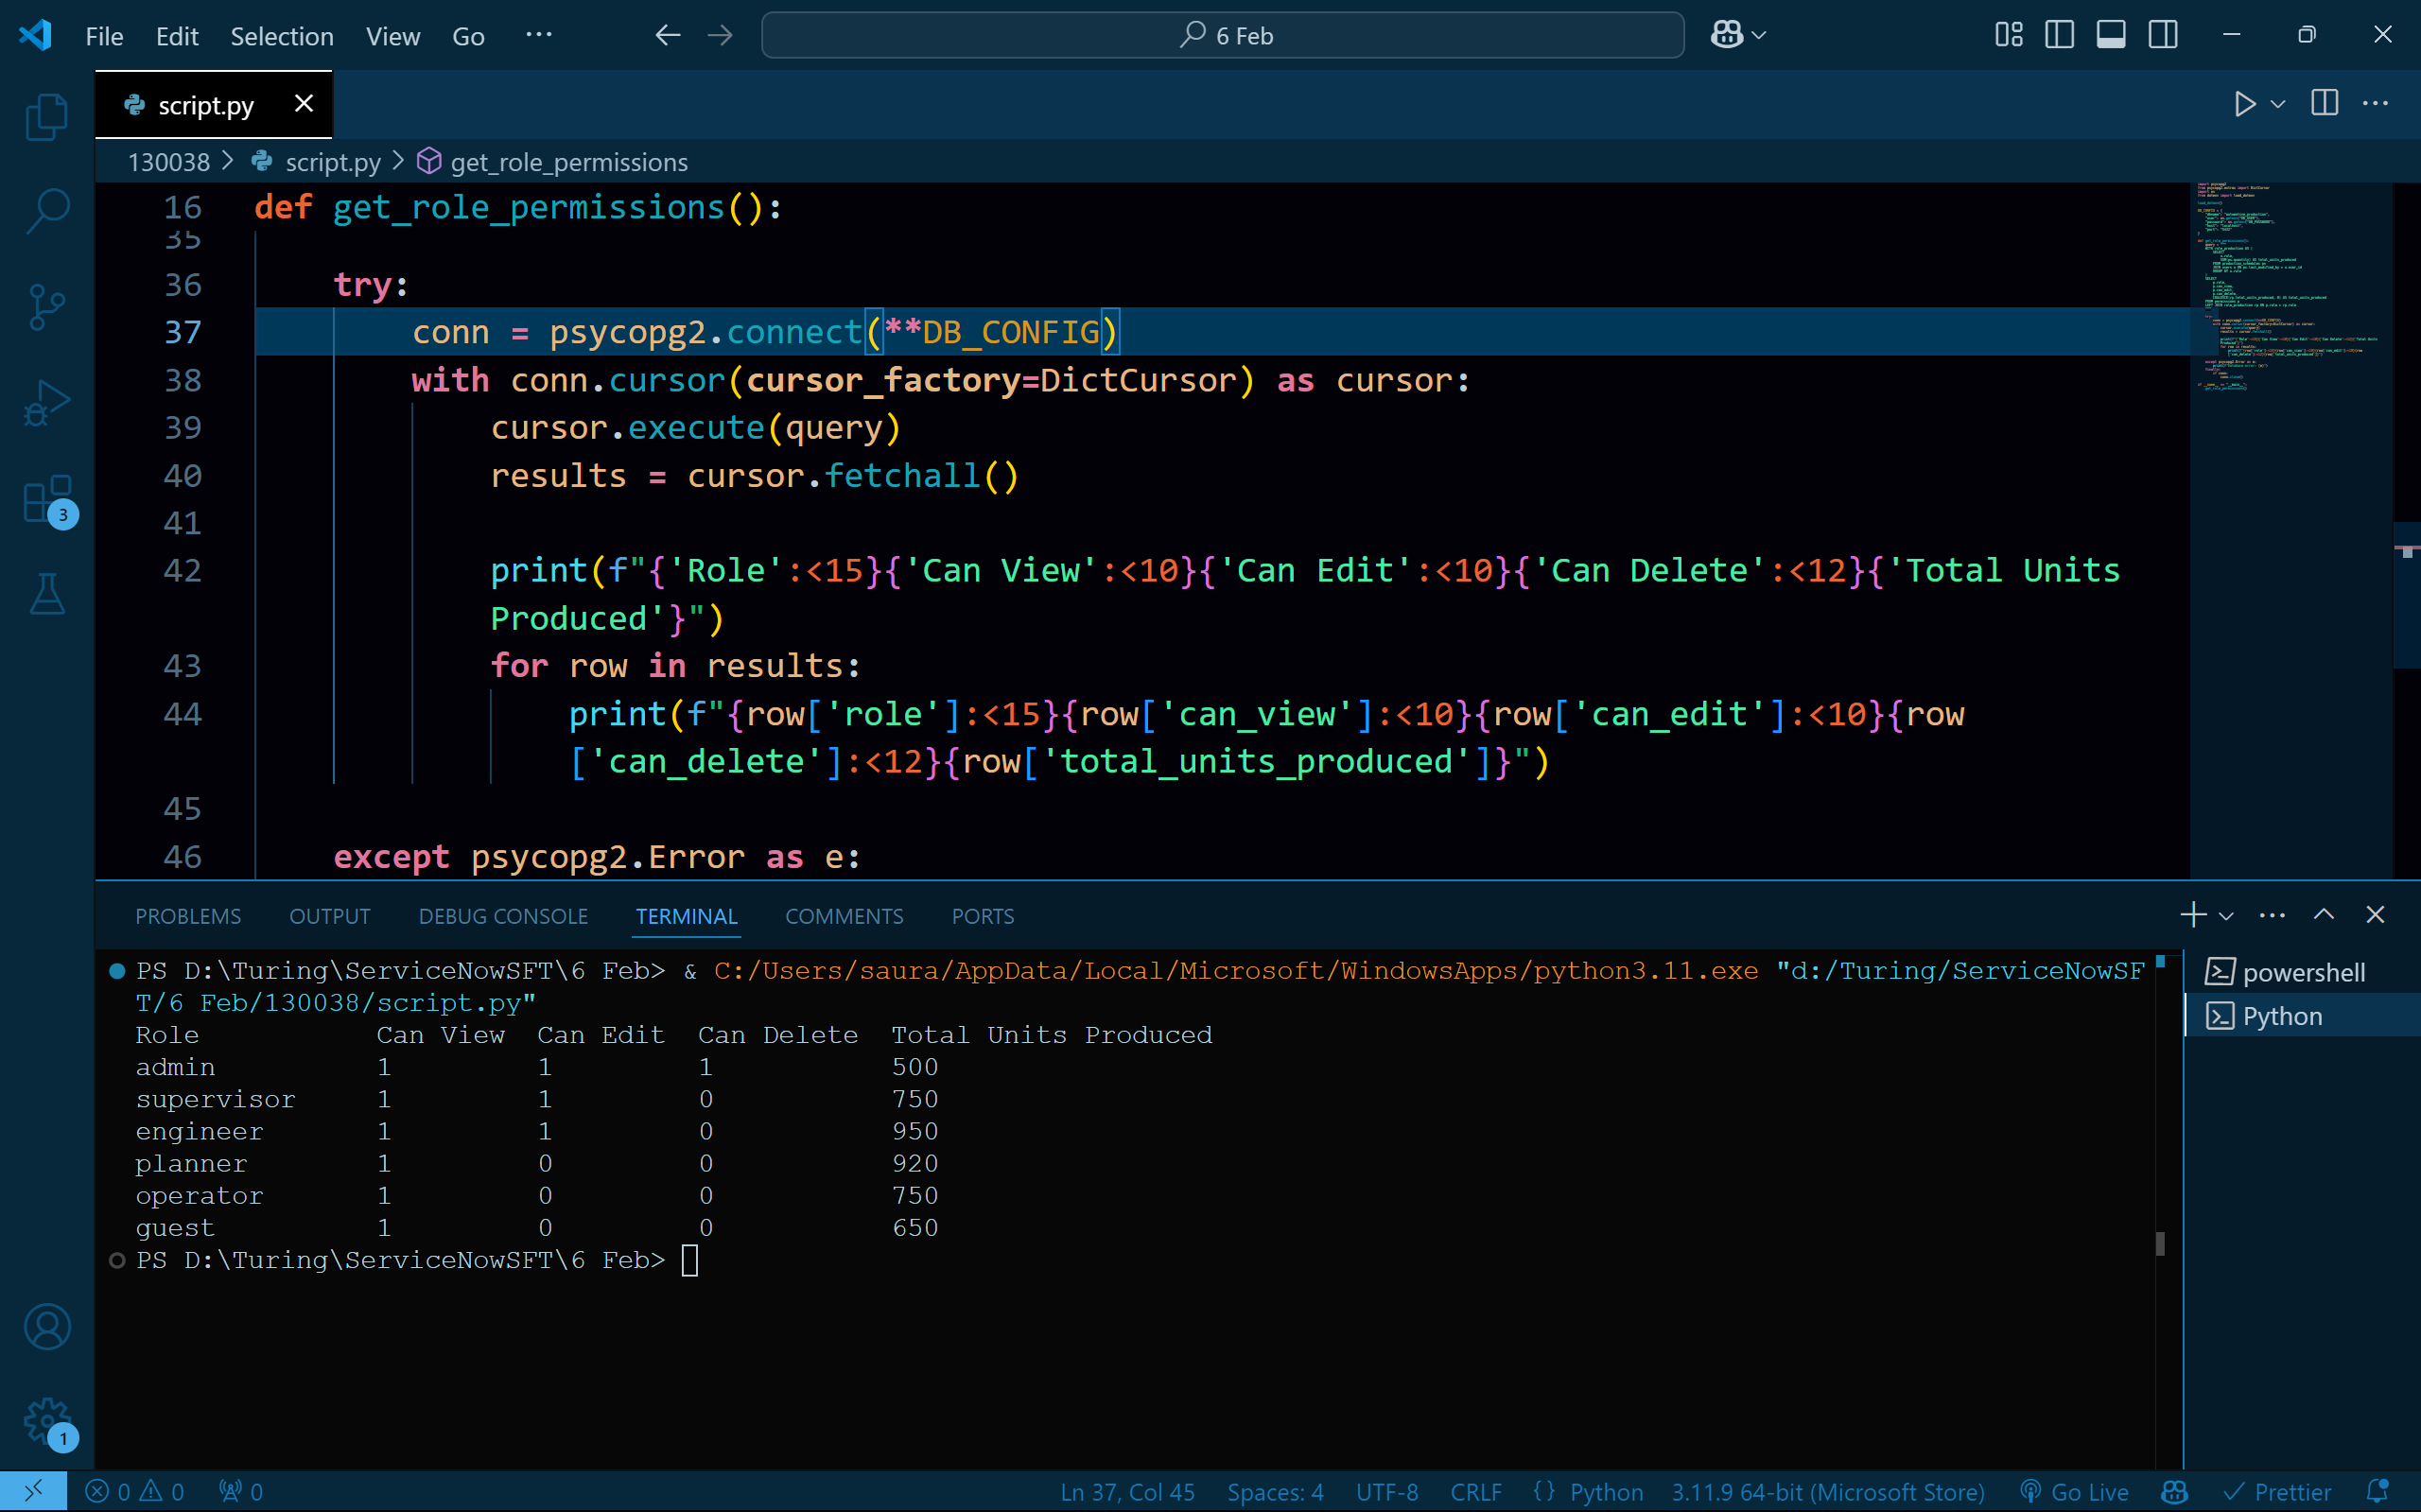 File Edit Selection View Go ··· 6 Feb
script.py
130038 > script.py > get_role_permissions
16 def get_role_permissions():
35
36 try:
37 conn = psycopg2.connect(**DB_CONFIG)
38 with conn.cursor(cursor_factory=DictCursor) as cursor:
39 cursor.execute(query)
40 results = cursor.fetchall()
41
42 print(f"{'Role':<15}{'Can View':<10}{'Can Edit':<10}{'Can Delete':<12}{'Total Units
Produced'}")
43 for row in results:
44 print(f"{row['role']:<15}{row['can_view']:<10}{row['can_edit']:<10}{row
['can_delete']:<12}{row['total_units_produced']}")
45
46 except psycopg2.Error as e:
3
PROBLEMS OUTPUT DEBUG CONSOLE TERMINAL COMMENTS PORTS
PS D:\Turing\ServiceNowSFT\6 Feb> & C:/Users/saura/AppData/Local/Microsoft/WindowsApps/python3.11.exe "d:/Turing/ServiceNowSF
T/6 Feb/130038/script.py"
Role Can View Can Edit Can Delete Total Units Produced
admin 1 1 1 500
supervisor 1 1 0 750
engineer 1 1 0 950
planner 1 0 0 920
operator 1 0 0 750
guest 1 0 0 650
PS D:\Turing\ServiceNowSFT\6 Feb>
powershell
Python
1
0 0 0 Ln 37, Col 45 Spaces: 4 UTF-8 CRLF {} Python 3.11.9 64-bit (Microsoft Store) Go Live Prettier